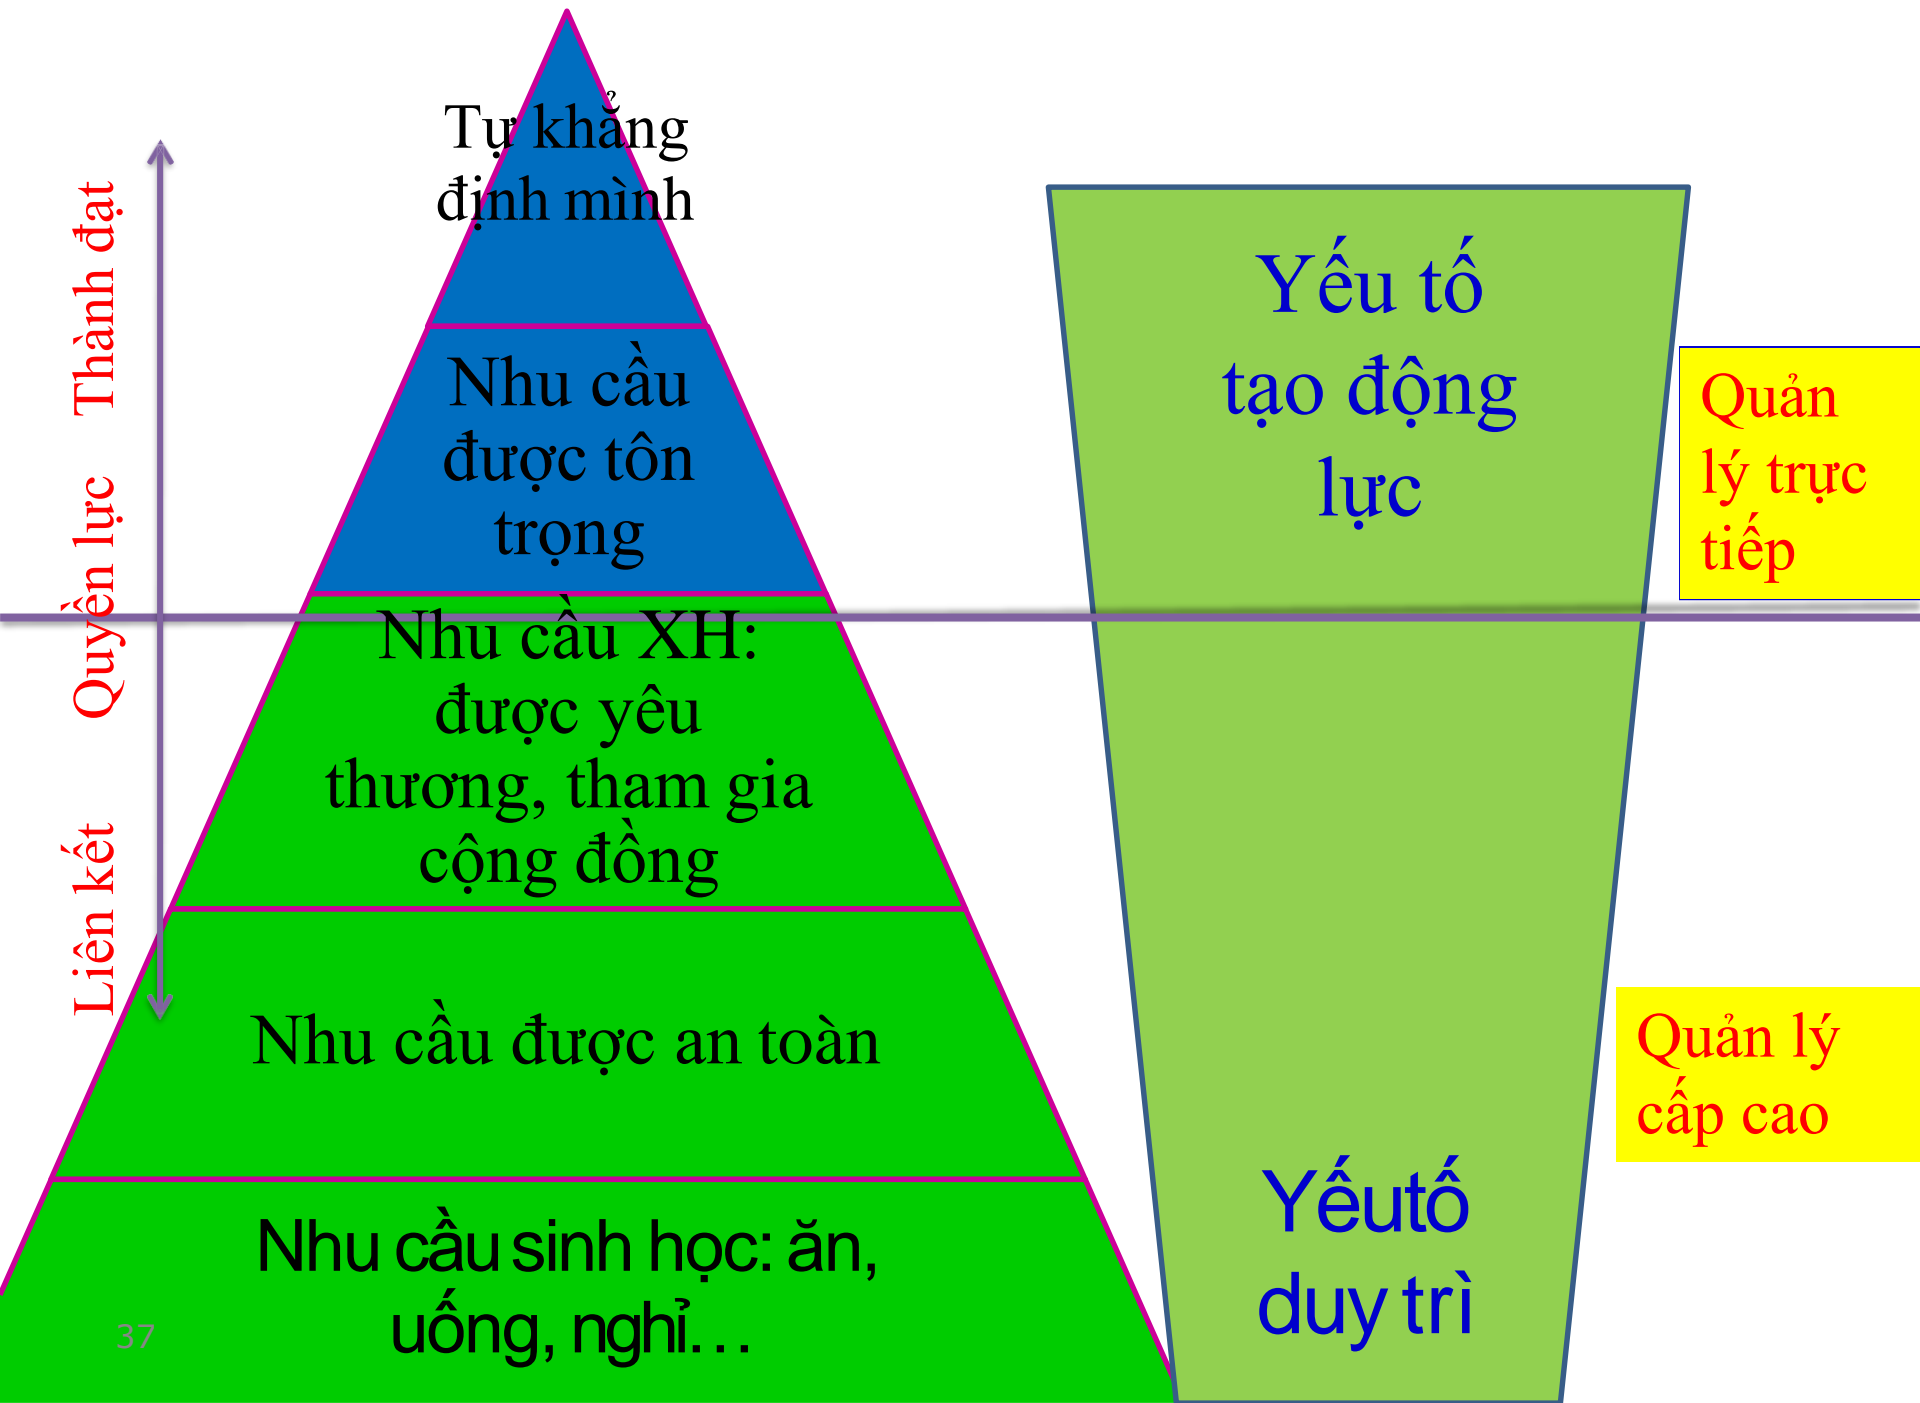 Tự khẳng
định mình
Nhu cầu
được tôn
trọng
Nhu cầu XH:
được yêu
thương, tham gia
cộng đồng
Nhu cầu được an toàn
Nhu cầu sinh học: ăn,
uống, nghỉ…
Liên kết Quyền lực Thành đạt
Yếu tố
tạo động
lực
Yếutố
duy trì
Quản
lý trực
tiếp
Quản lý
cấp cao
37